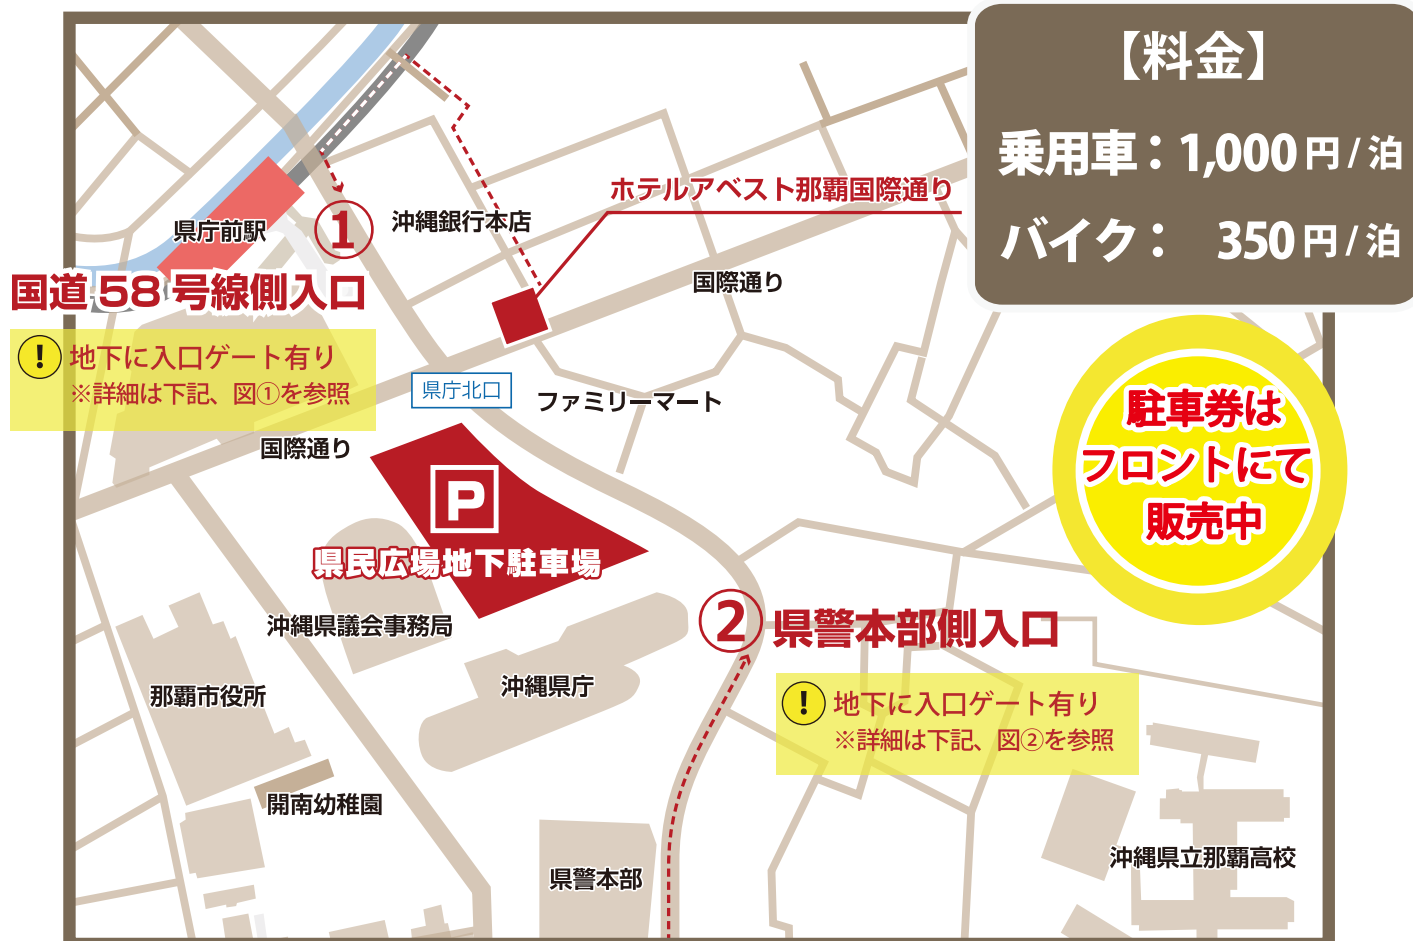 【料金】
乗用車：1,000円/泊
バイク： 350円/泊
ホテルアベスト那覇国際通り
県庁前駅
①
沖縄銀行本店
国道58号線側入口
国際通り
! 地下に入口ゲート有り
※詳細は下記、図①を参照
県庁北口
ファミリーマート
国際通り
駐車券は
フロントにて
販売中
P
県民広場地下駐車場
沖縄県議会事務局
② 県警本部側入口
沖縄県庁
那覇市役所
! 地下に入口ゲート有り
※詳細は下記、図②を参照
開南幼稚園
県警本部
沖縄県立那覇高校